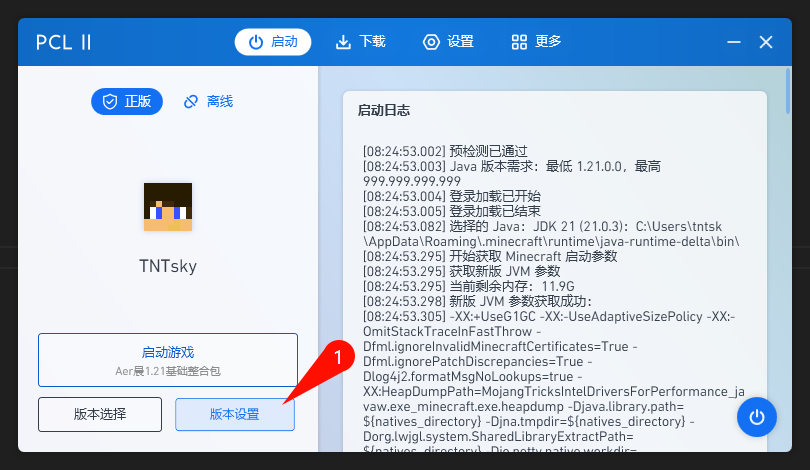 PCL II
启动
下载
设置
更多
正版
离线
TNTsky
启动游戏
Aer晨1.21基础整合包
版本选择
版本设置
1
启动日志
[08:24:53.002] 预检测已通过
[08:24:53.003] Java 版本需求：最低 1.21.0.0，最高
999.999.999.999
[08:24:53.004] 登录加载已开始
[08:24:53.005] 登录加载已结束
[08:24:53.082] 选择的 Java：JDK 21 (21.0.3)：C:\Users\tntsk
\AppData\Roaming\.minecraft\runtime\java-runtime-delta\bin\
[08:24:53.295] 开始获取 Minecraft 启动参数
[08:24:53.295] 获取新版 JVM 参数
[08:24:53.295] 当前剩余内存：11.9G
[08:24:53.298] 新版 JVM 参数获取成功：
[08:24:53.305] -XX:+UseG1GC -XX:-UseAdaptiveSizePolicy -XX:-
OmitStackTraceInFastThrow -
Dfml.ignoreInvalidMinecraftCertificates=True -
Dfml.ignorePatchDiscrepancies=True -
Dlog4j2.formatMsgNoLookups=true -
XX:HeapDumpPath=MojangTricksIntelDriversForPerformance_ja
vaw.exe_minecraft.exe.heapdump -Djava.library.path=
${natives_directory} -Djna.tmpdir=${natives_directory} -
Dorg.lwjgl.system.SharedLibraryExtractPath=
${natives_directory} -Dio.netty.native.workdir=